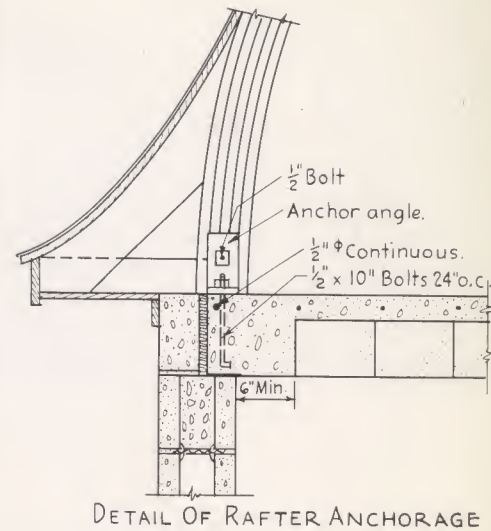 ½" Bolt
Anchor angle.
½" ⌀ Continuous.
½" x 10" Bolts 24" o.c.
6" Min.
DETAIL OF RAFTER ANCHORAGE